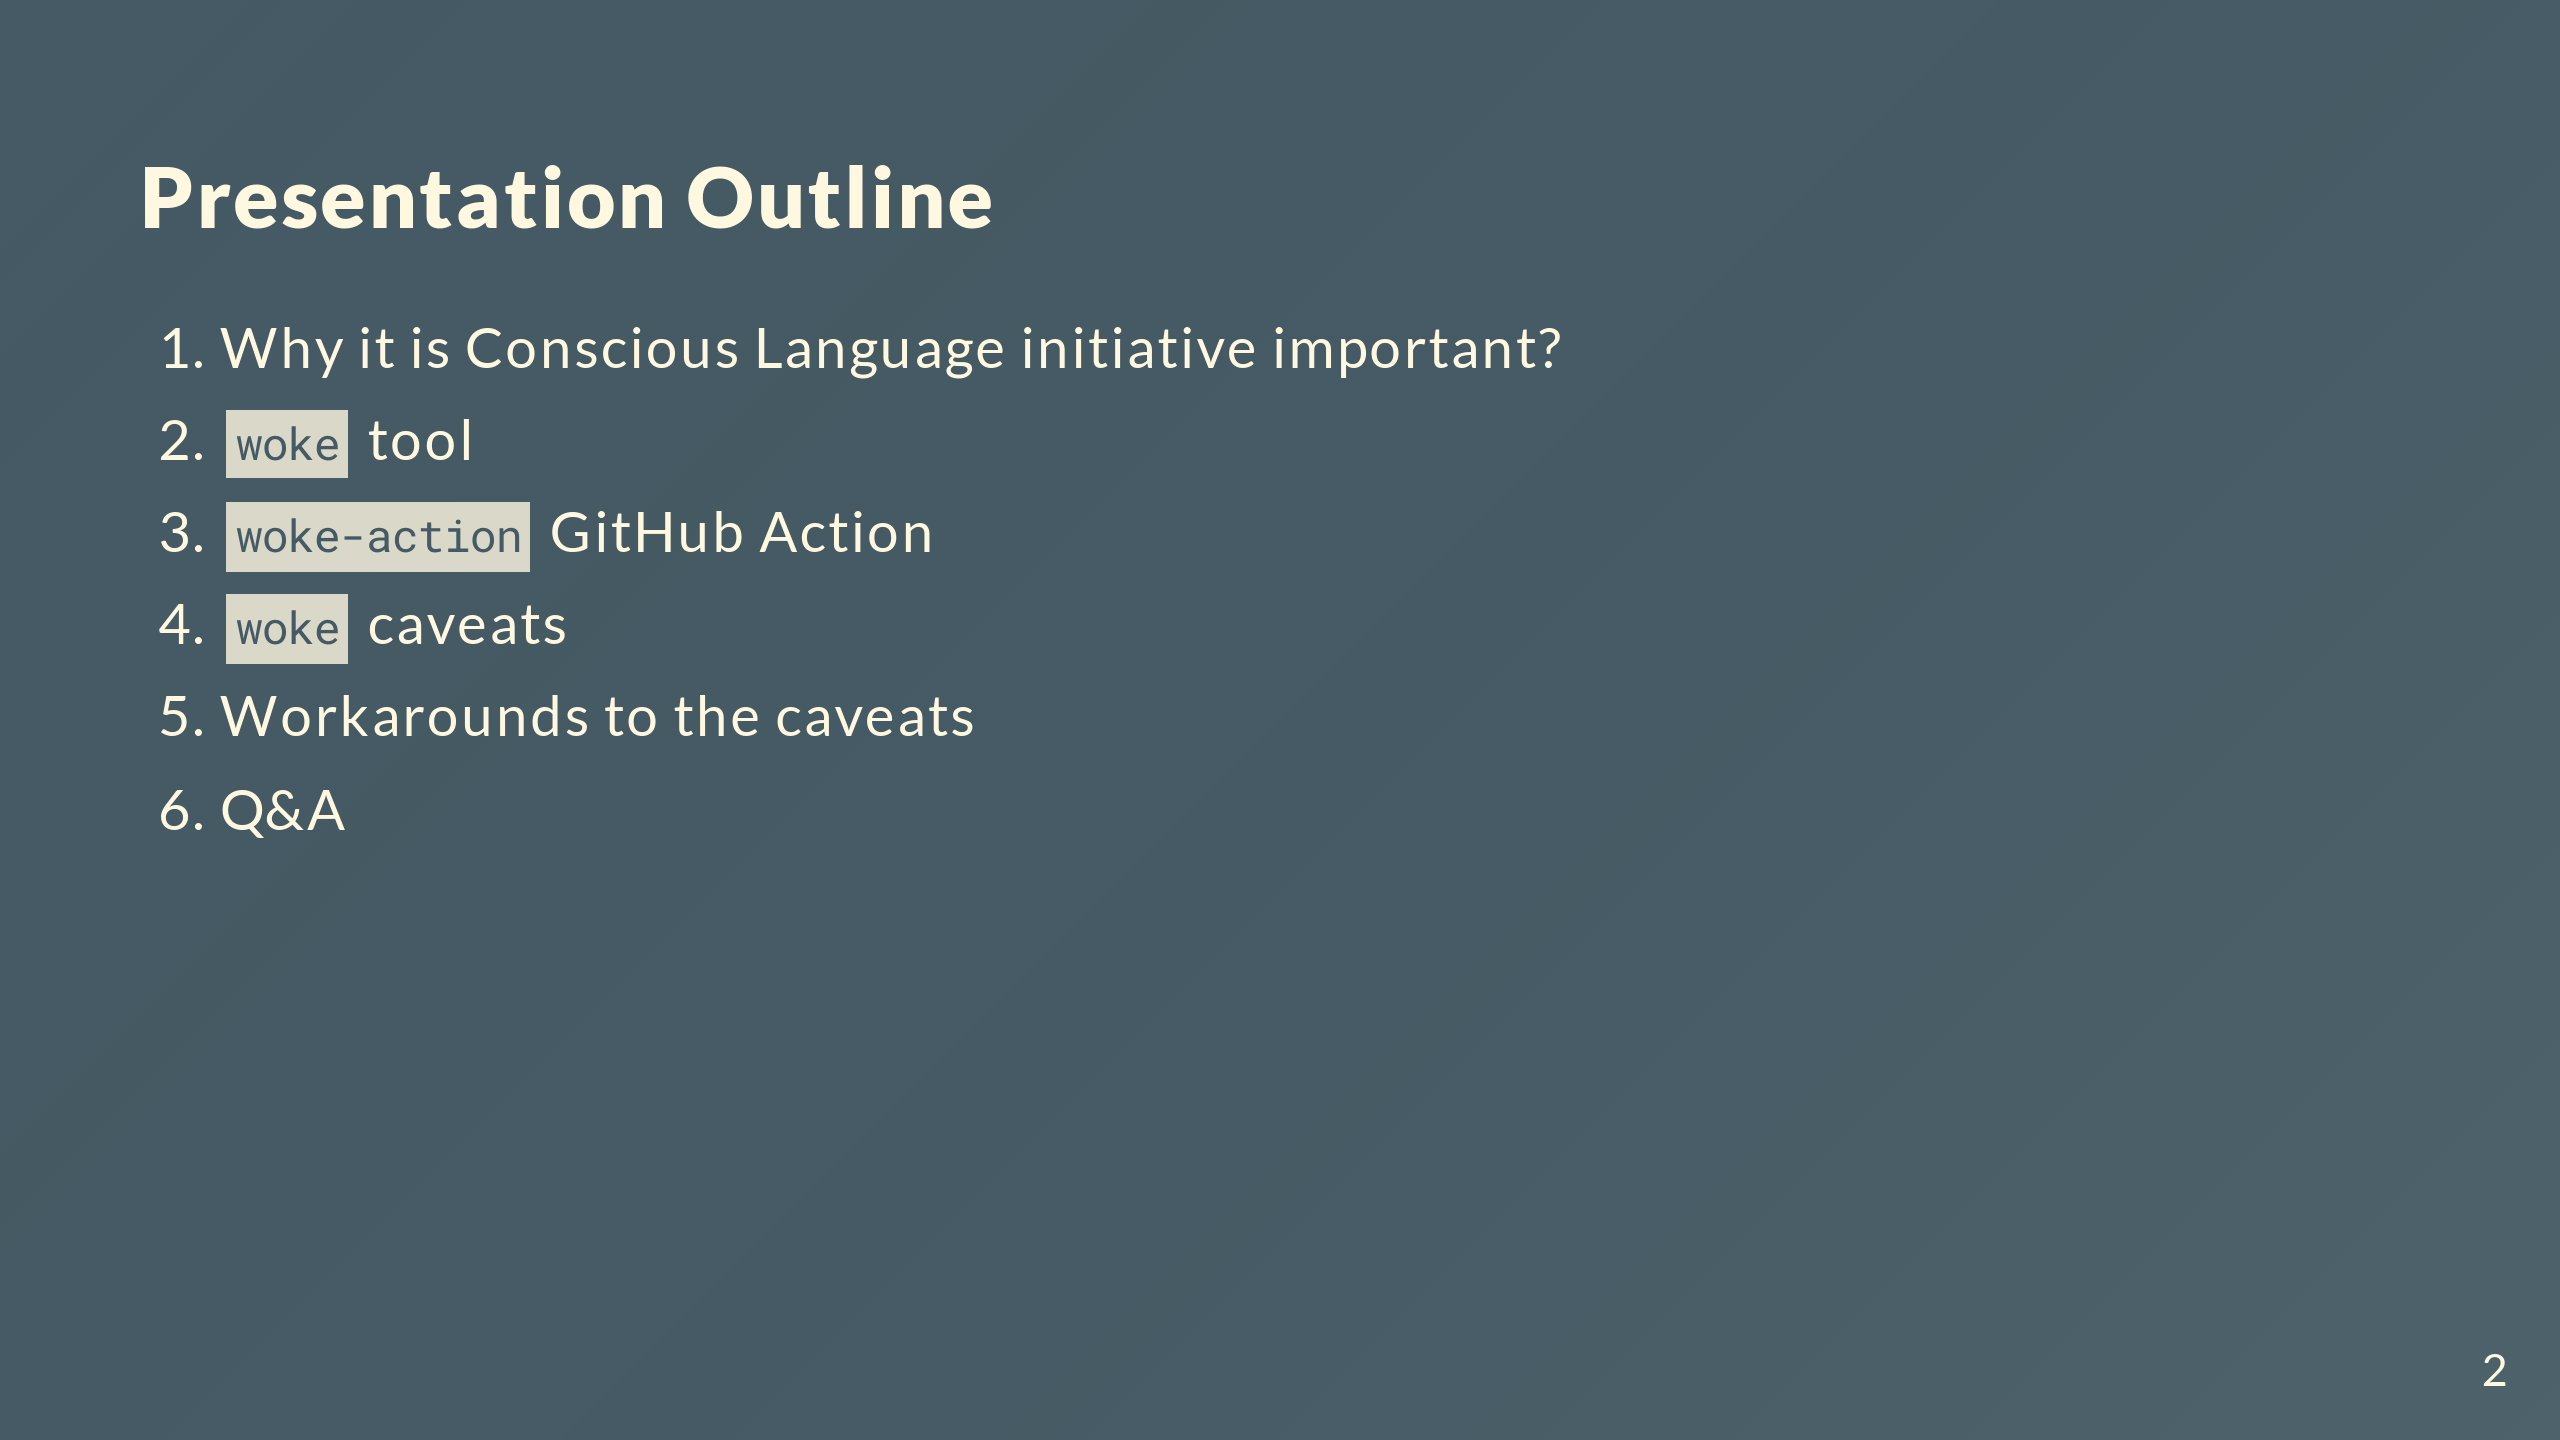 Presentation Outline
1. Why it is Conscious Language initiative important?
2. woke tool
3. woke-action GitHub Action
4. woke caveats
5. Workarounds to the caveats
6. Q&A
2